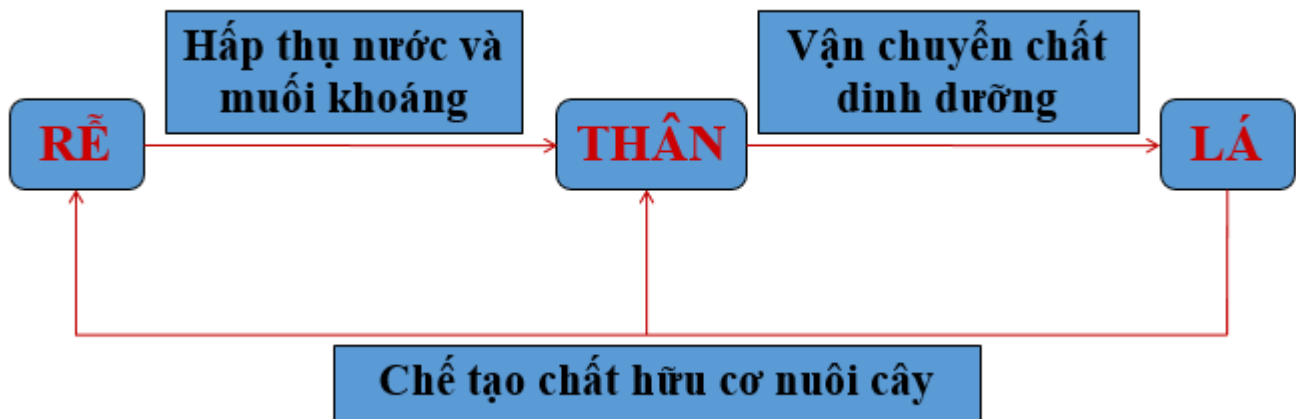 Hấp thụ nước và
muối khoáng
Vận chuyển chất
dinh dưỡng
RỄ
THÂN
LÁ
Chế tạo chất hữu cơ nuôi cây